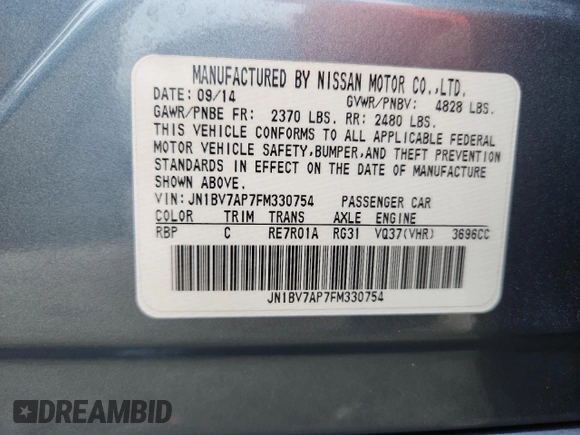 MANUFACTURED BY NISSAN MOTOR CO.,LTD.
DATE: 09/14 GVWR/PNBV: 4828 LBS.
GAWR/PNBE FR: 2370 LBS. RR: 2480 LBS.
THIS VEHICLE CONFORMS TO ALL APPLICABLE FEDERAL
MOTOR VEHICLE SAFETY,BUMPER,AND THEFT PREVENTION
STANDARDS IN EFFECT ON THE DATE OF MANUFACTURE
SHOWN ABOVE.
VIN: JN1BV7AP7FM330754 PASSENGER CAR
COLOR TRIM TRANS AXLE ENGINE
RBP C RE7R01A RG31 VQ37(VHR) 3696CC
JN1BV7AP7FM330754
DREAMBID